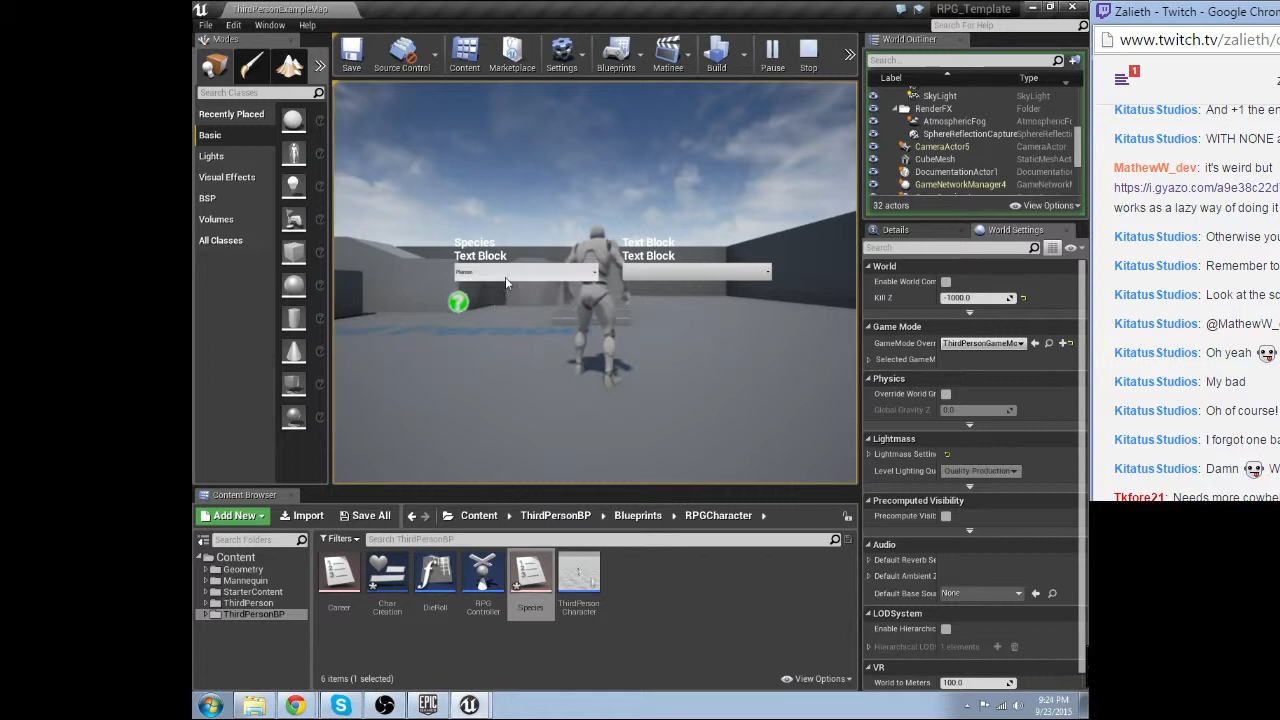 ThirdPersonExampleMap
RPG_Template
File
Edit
Window
Help
Search For Help
Modes
Search Classes
Recently Placed
Basic
Lights
Visual Effects
BSP
Volumes
All Classes
Save
Source Control
Content
Marketplace
Settings
Blueprints
Matinee
Build
Pause
Stop
Species
Text Block
Text Block
Text Block
World Outliner
Search...
Label
Type
SkyLight
SkyLight
RenderFX
Folder
AtmosphericFog
AtmosphericFo
SphereReflectionCapture
SphereReflecti
CameraActor5
CameraActor
CubeMesh
StaticMeshAct
DocumentationActor1
Documentatio
GameNetworkManager4
GameNetworkM
32 actors
View Options
Details
World Settings
Search
World
Enable World Com
Kill Z
-1000.0
Game Mode
GameMode Overr
ThirdPersonGameMo
Selected GameM
Physics
Override World Gr
Global Gravity Z
0.0
Lightmass
Lightmass Settin
Level Lighting Qu
Quality Production
Precomputed Visibility
Precompute Visib
Audio
Default Reverb Se
Default Ambient Z
Default Base Sou
None
LODSystem
Enable Hierarchic
Hierarchical LOD
1 elements
VR
World to Meters
100.0
Content Browser
Add New
Import
Save All
Content
ThirdPersonBP
Blueprints
RPGCharacter
Search Folders
Filters
Search ThirdPersonBP
Content
Geometry
Mannequin
StarterContent
ThirdPerson
ThirdPersonBP
Career
Char
Creation
DieRoll
RPG
Controller
Species
ThirdPerson
Character
6 items (1 selected)
View Options
9:24 PM
9/23/2015
Zalieth - Twitch - Google Chro
www.twitch.tv/zalieth/c
1
Kitatus Studios: And +1 the en
Kitatus Studios: WITH NONE
MathewW_dev: it's weird but
https://i.gyazo.com/a9e38c22d
works as a lazy way of doing it
Kitatus Studios: Otherwise you
Kitatus Studios: Remember to
Kitatus Studios: Look at the sc
Kitatus Studios: @Mathew_
Kitatus Studios: Oh yeah
Kitatus Studios: My bad
Kitatus Studios: Oh of course!
Kitatus Studios: I forgot one ba
Kitatus Studios: Damn W
Tkfore21: Needs more cowbe